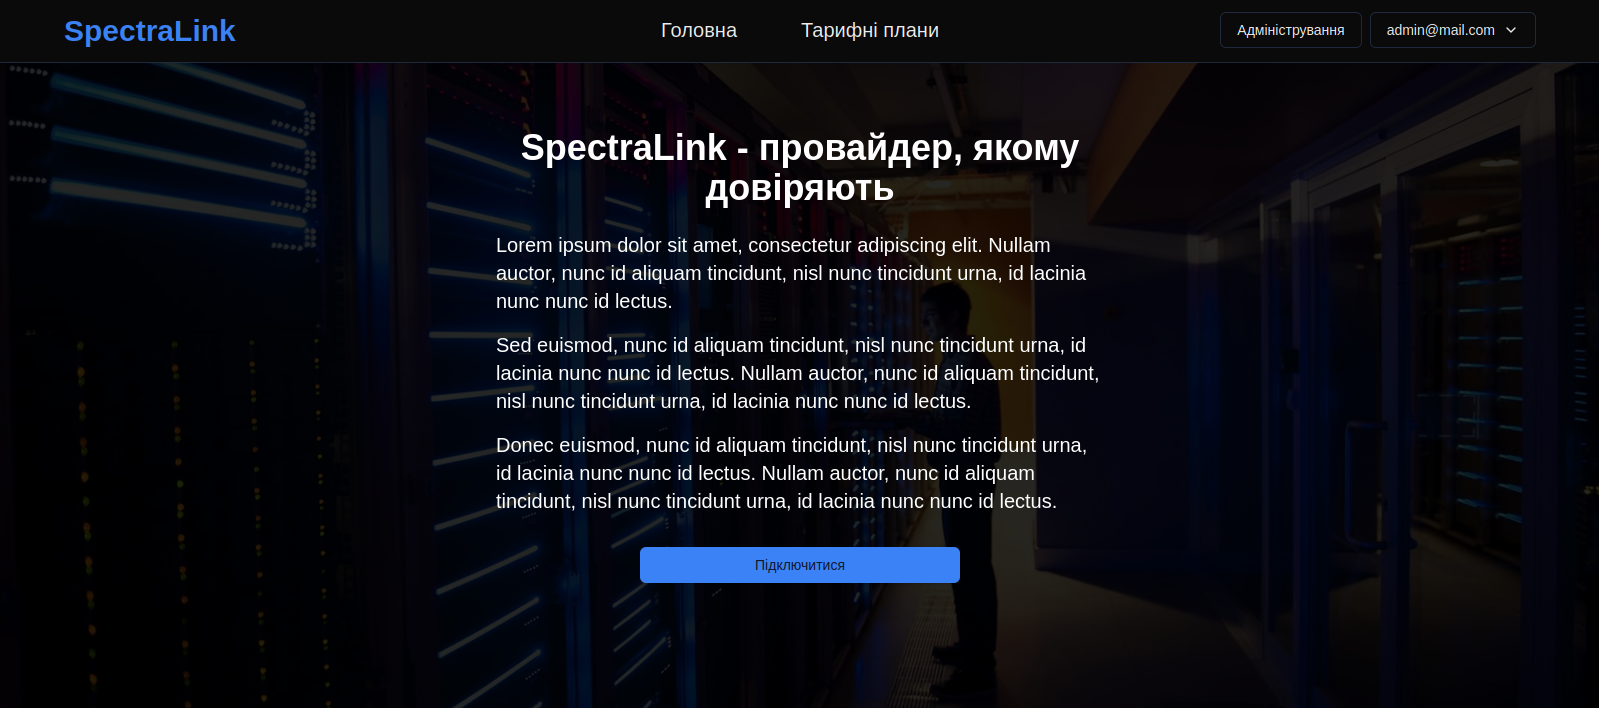 SpectraLink
Головна
Тарифні плани
Адміністрування
admin@mail.com
SpectraLink - провайдер, якому
довіряють
Lorem ipsum dolor sit amet, consectetur adipiscing elit. Nullam
auctor, nunc id aliquam tincidunt, nisl nunc tincidunt urna, id lacinia
nunc nunc id lectus.
Sed euismod, nunc id aliquam tincidunt, nisl nunc tincidunt urna, id
lacinia nunc nunc id lectus. Nullam auctor, nunc id aliquam tincidunt,
nisl nunc tincidunt urna, id lacinia nunc nunc id lectus.
Donec euismod, nunc id aliquam tincidunt, nisl nunc tincidunt urna,
id lacinia nunc nunc id lectus. Nullam auctor, nunc id aliquam
tincidunt, nisl nunc tincidunt urna, id lacinia nunc nunc id lectus.
Підключитися